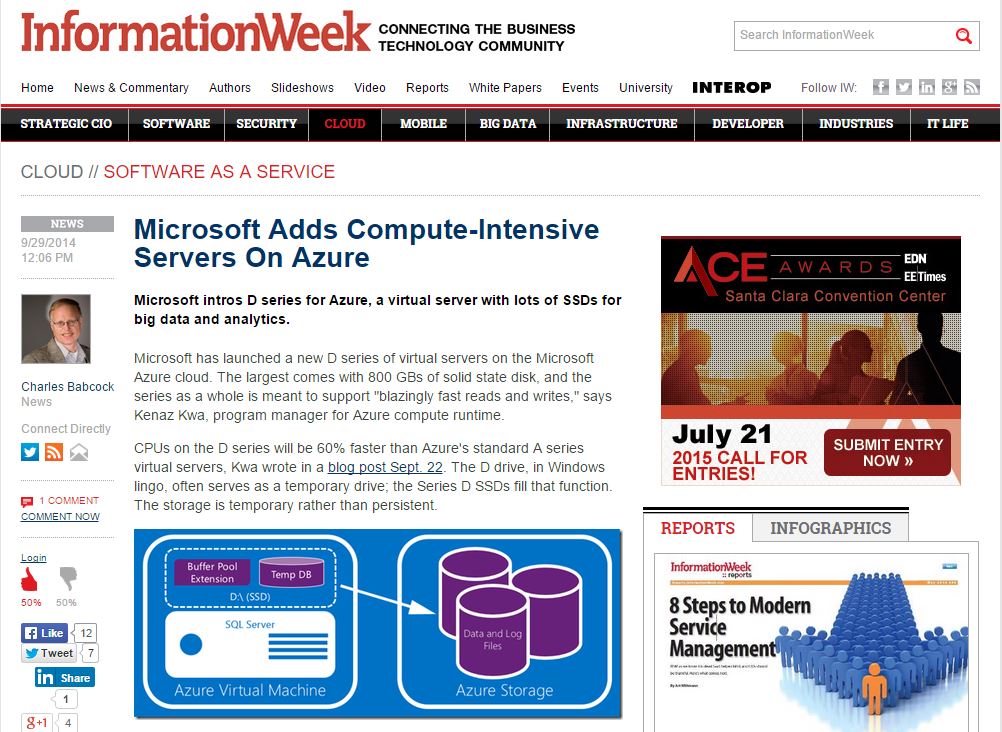 InformationWeek
CONNECTING THE BUSINESS
TECHNOLOGY COMMUNITY
Search InformationWeek
Home News & Commentary Authors Slideshows Video Reports White Papers Events University INTEROP Follow IW:
STRATEGIC CIO SOFTWARE SECURITY CLOUD MOBILE BIG DATA INFRASTRUCTURE DEVELOPER INDUSTRIES IT LIFE
CLOUD // SOFTWARE AS A SERVICE
NEWS
9/29/2014
12:06 PM
Charles Babcock
News
Connect Directly
1 COMMENT
COMMENT NOW
Login
50% 50%
Like 12
Tweet 7
in Share
1
g+1 4
Microsoft Adds Compute-Intensive
Servers On Azure
Microsoft intros D series for Azure, a virtual server with lots of SSDs for
big data and analytics.
Microsoft has launched a new D series of virtual servers on the Microsoft
Azure cloud. The largest comes with 800 GBs of solid state disk, and the
series as a whole is meant to support "blazingly fast reads and writes," says
Kenaz Kwa, program manager for Azure compute runtime.
CPUs on the D series will be 60% faster than Azure's standard A series
virtual servers, Kwa wrote in a blog post Sept. 22. The D drive, in Windows
lingo, often serves as a temporary drive; the Series D SSDs fill that function.
The storage is temporary rather than persistent.
Buffer Pool
Extension
Temp DB
D:\ (SSD)
SQL Server
Azure Virtual Machine
Data and Log
Files
Azure Storage
ACE AWARDS
EDN
EE Times
Santa Clara Convention Center
July 21
2015 CALL FOR
ENTRIES!
SUBMIT ENTRY
NOW »
REPORTS INFOGRAPHICS
InformationWeek
:: reports
8 Steps to Modern
Service
Management